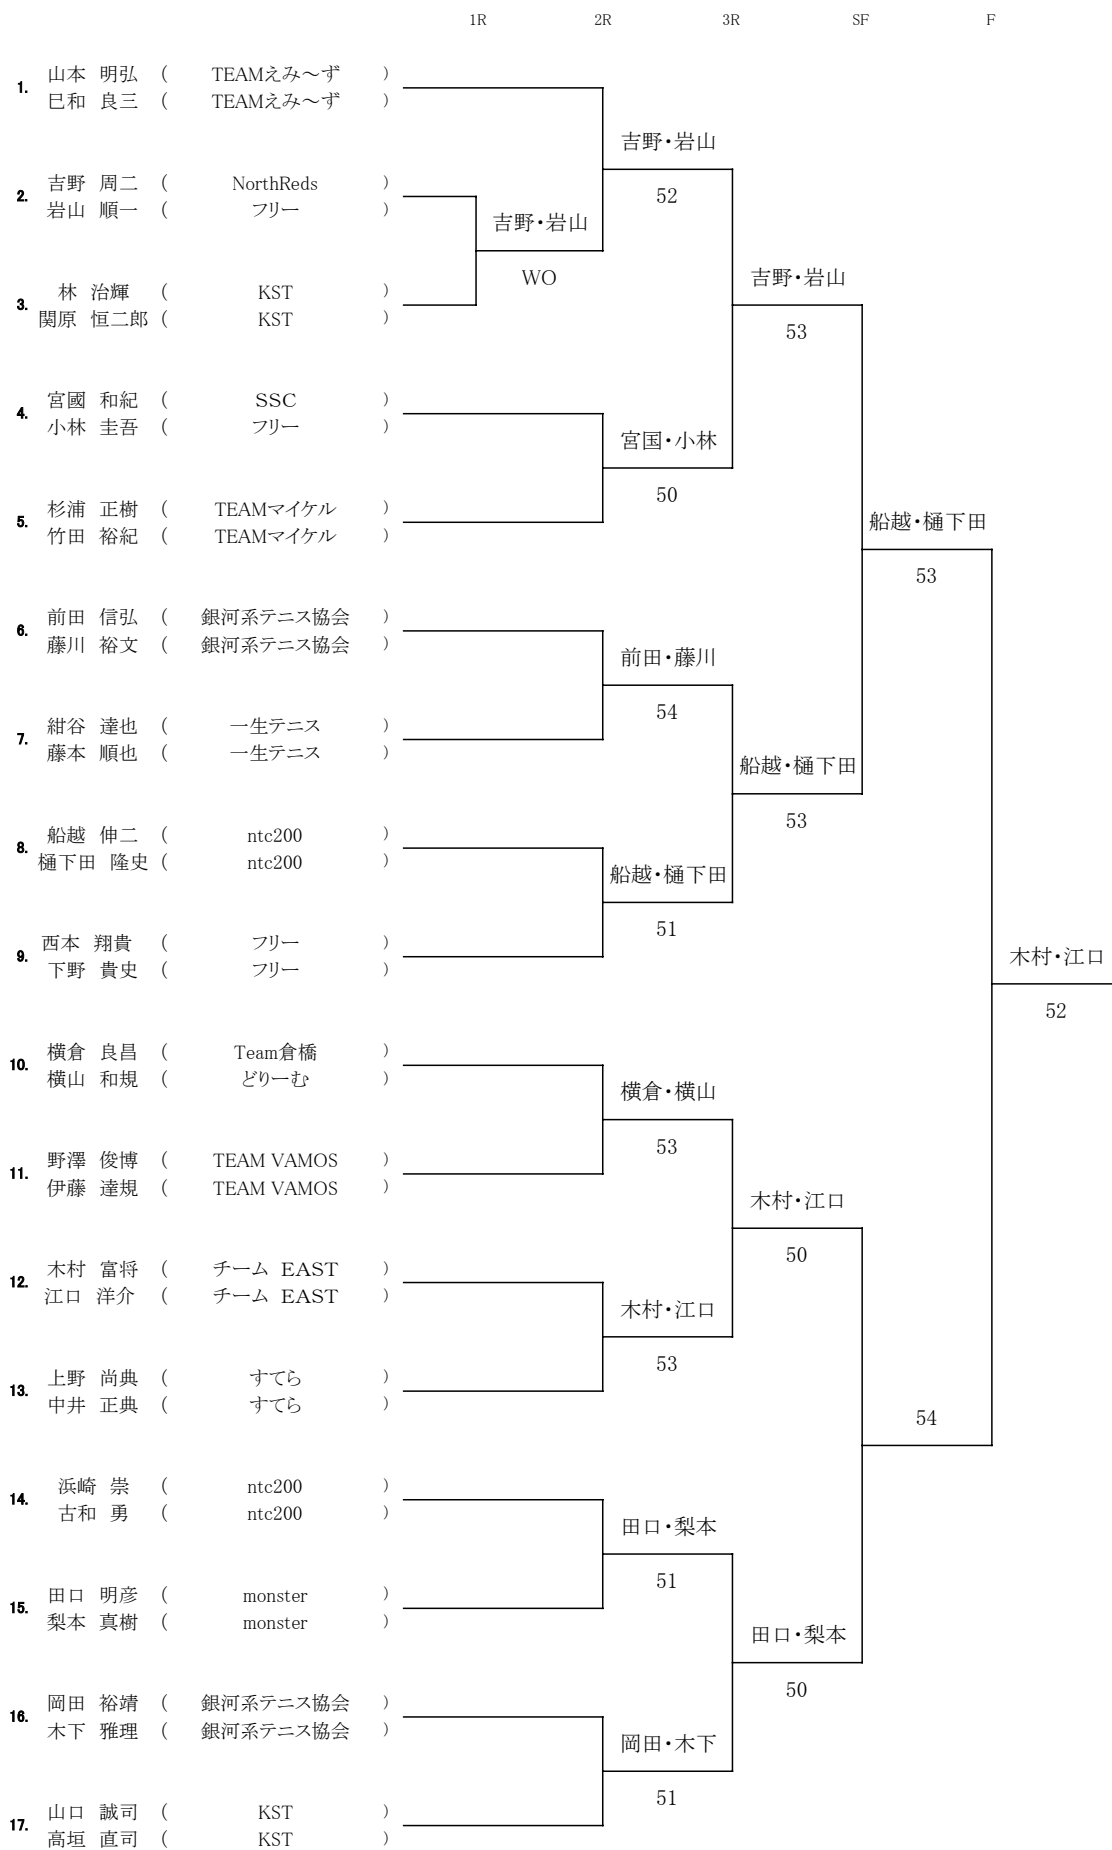 1R 2R 3R SF F
1. 山本 明弘 ( TEAMえみ～ず )
巳和 良三 ( TEAMえみ～ず )
吉野・岩山
52
2. 吉野 周二 ( NorthReds )
岩山 順一 ( フリー )
吉野・岩山
WO
吉野・岩山
53
3. 林 治輝 ( KST )
関原 恒二郎 ( KST )
4. 宮國 和紀 ( SSC )
小林 圭吾 ( フリー )
宮国・小林
50
5. 杉浦 正樹 ( TEAMマイケル )
竹田 裕紀 ( TEAMマイケル )
船越・樋下田
53
6. 前田 信弘 ( 銀河系テニス協会 )
藤川 裕文 ( 銀河系テニス協会 )
前田・藤川
54
7. 紺谷 達也 ( 一生テニス )
藤本 順也 ( 一生テニス )
船越・樋下田
53
8. 船越 伸二 ( ntc200 )
樋下田 隆史 ( ntc200 )
船越・樋下田
51
9. 西本 翔貴 ( フリー )
下野 貴史 ( フリー )
木村・江口
52
10. 横倉 良昌 ( Team倉橋 )
横山 和規 ( どりーむ )
横倉・横山
53
11. 野澤 俊博 ( TEAM VAMOS )
伊藤 達規 ( TEAM VAMOS )
木村・江口
50
12. 木村 富将 ( チーム EAST )
江口 洋介 ( チーム EAST )
木村・江口
53
13. 上野 尚典 ( すてら )
中井 正典 ( すてら )
54
14. 浜崎 崇 ( ntc200 )
古和 勇 ( ntc200 )
田口・梨本
51
15. 田口 明彦 ( monster )
梨本 真樹 ( monster )
田口・梨本
50
16. 岡田 裕靖 ( 銀河系テニス協会 )
木下 雅理 ( 銀河系テニス協会 )
岡田・木下
51
17. 山口 誠司 ( KST )
高垣 直司 ( KST )